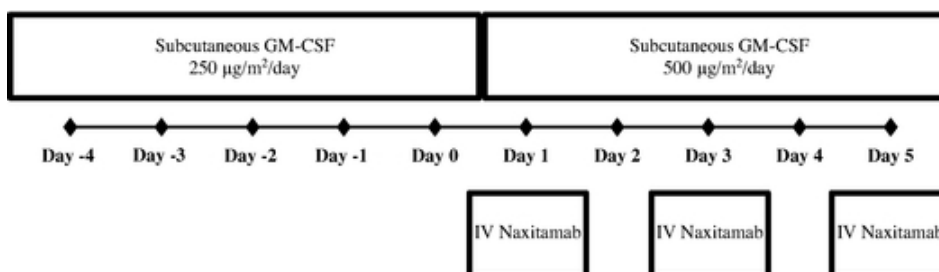 Subcutaneous GM-CSF
250 µg/m²/day
Subcutaneous GM-CSF
500 µg/m²/day
Day -4 Day -3 Day -2 Day -1 Day 0 Day 1 Day 2 Day 3 Day 4 Day 5
IV Naxitamab IV Naxitamab IV Naxitamab